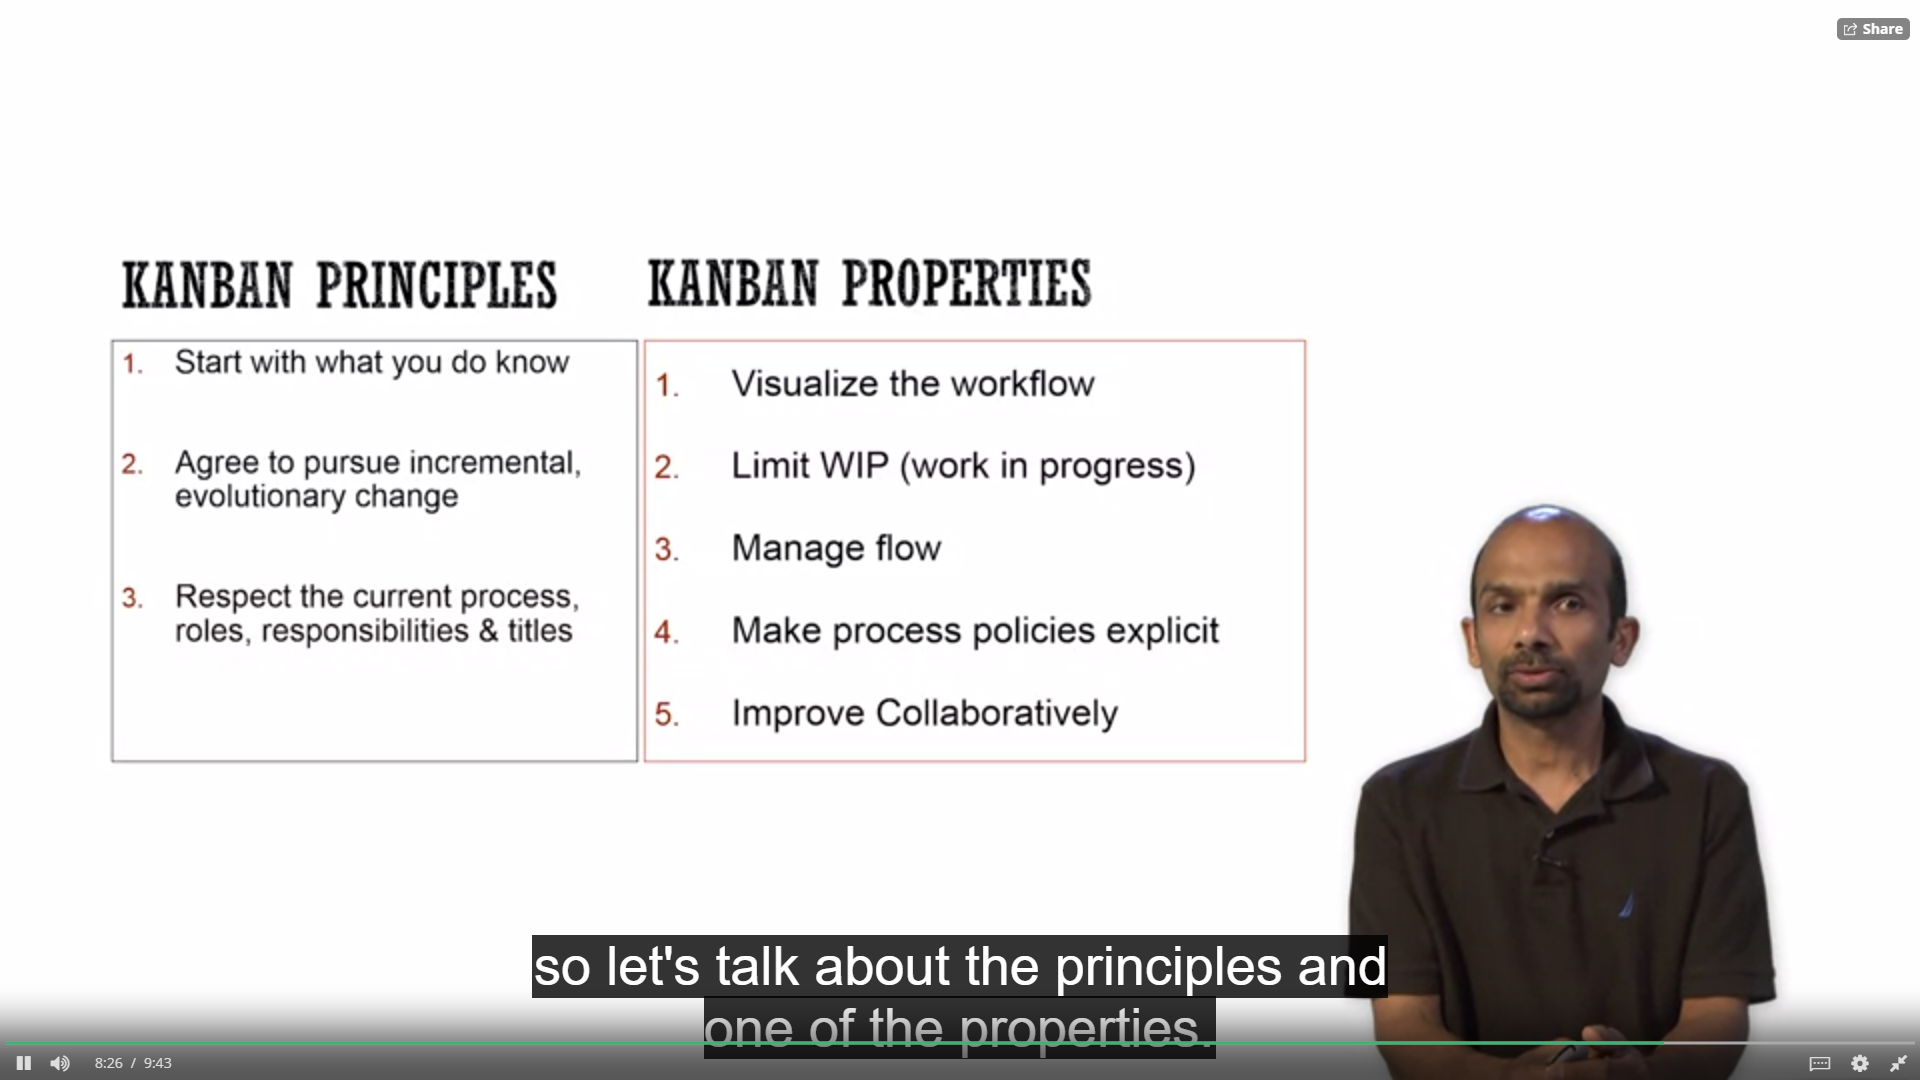 Share
KANBAN PRINCIPLES
1. Start with what you do know
2. Agree to pursue incremental,
evolutionary change
3. Respect the current process,
roles, responsibilities & titles
KANBAN PROPERTIES
1. Visualize the workflow
2. Limit WIP (work in progress)
3. Manage flow
4. Make process policies explicit
5. Improve Collaboratively
so let's talk about the principles and
one of the properties.
8:26 / 9:43